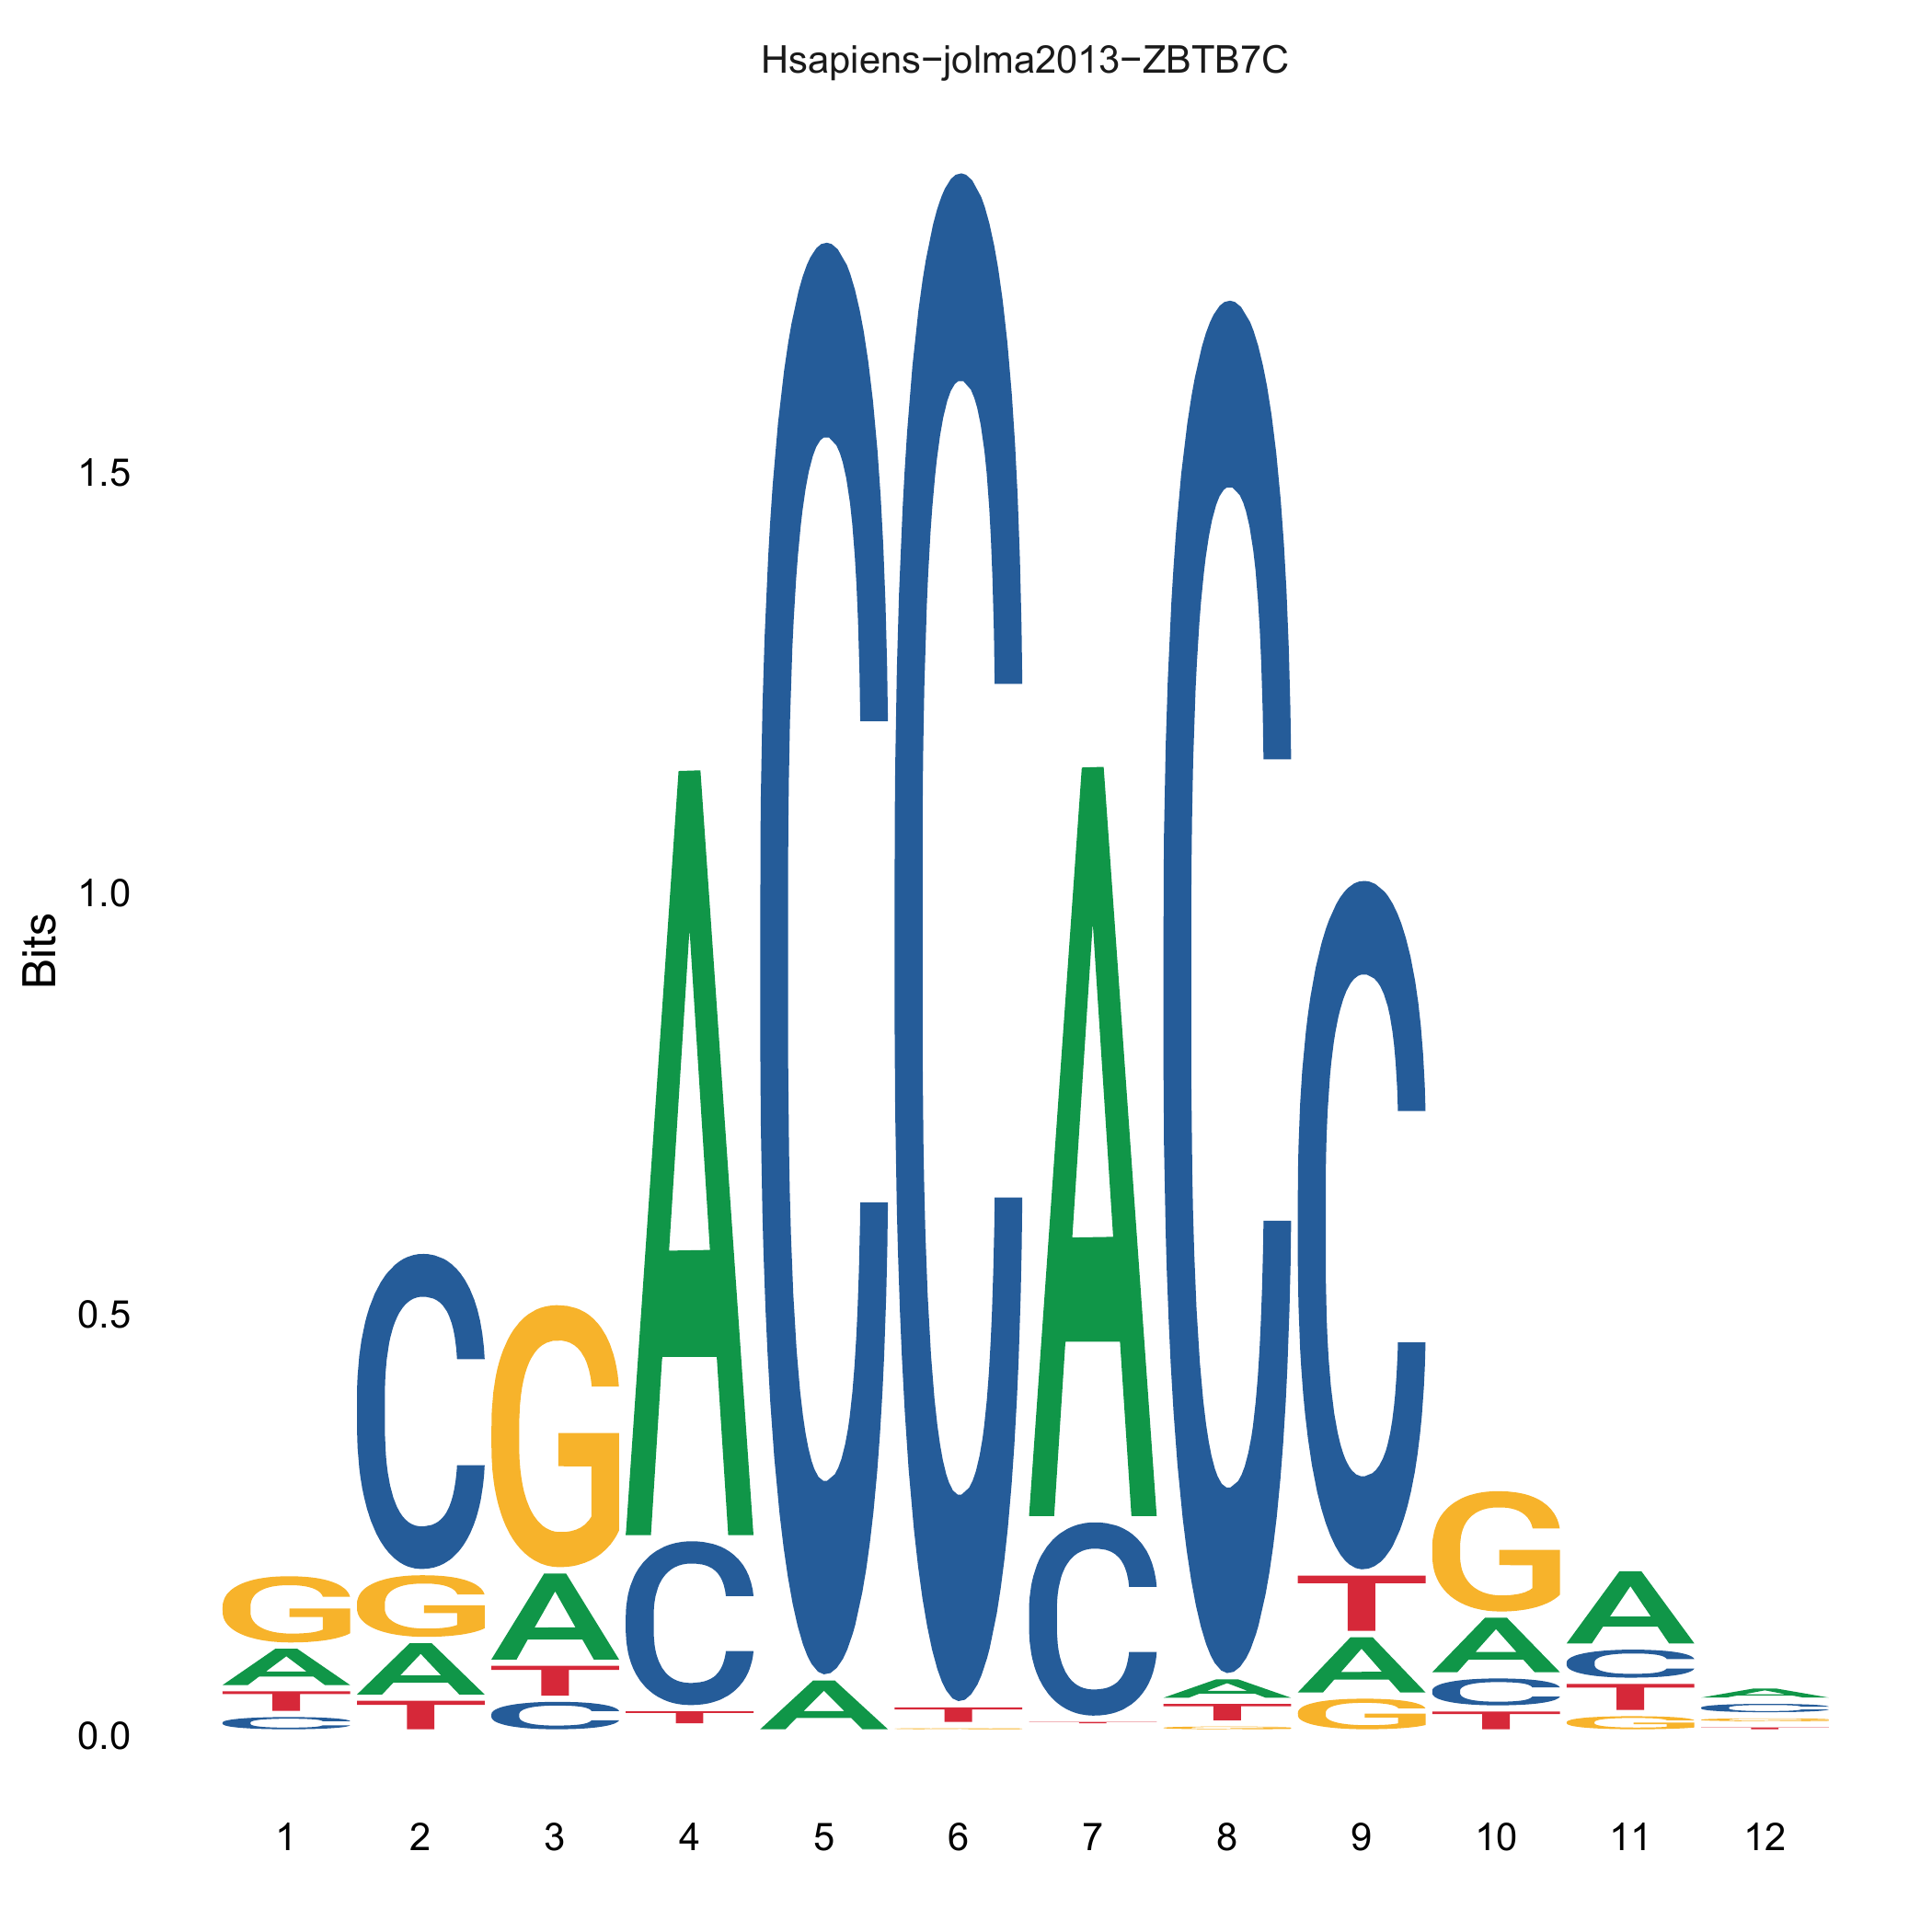 Hsapiens−jolma2013−ZBTB7C
1.5
1.0
0.5
0.0
Bits
G C G A C C A C C G A A
A G A C A T C A T A C C
T A T T G T T A C T G
C T C G G T G T
1 2 3 4 5 6 7 8 9 10 11 12